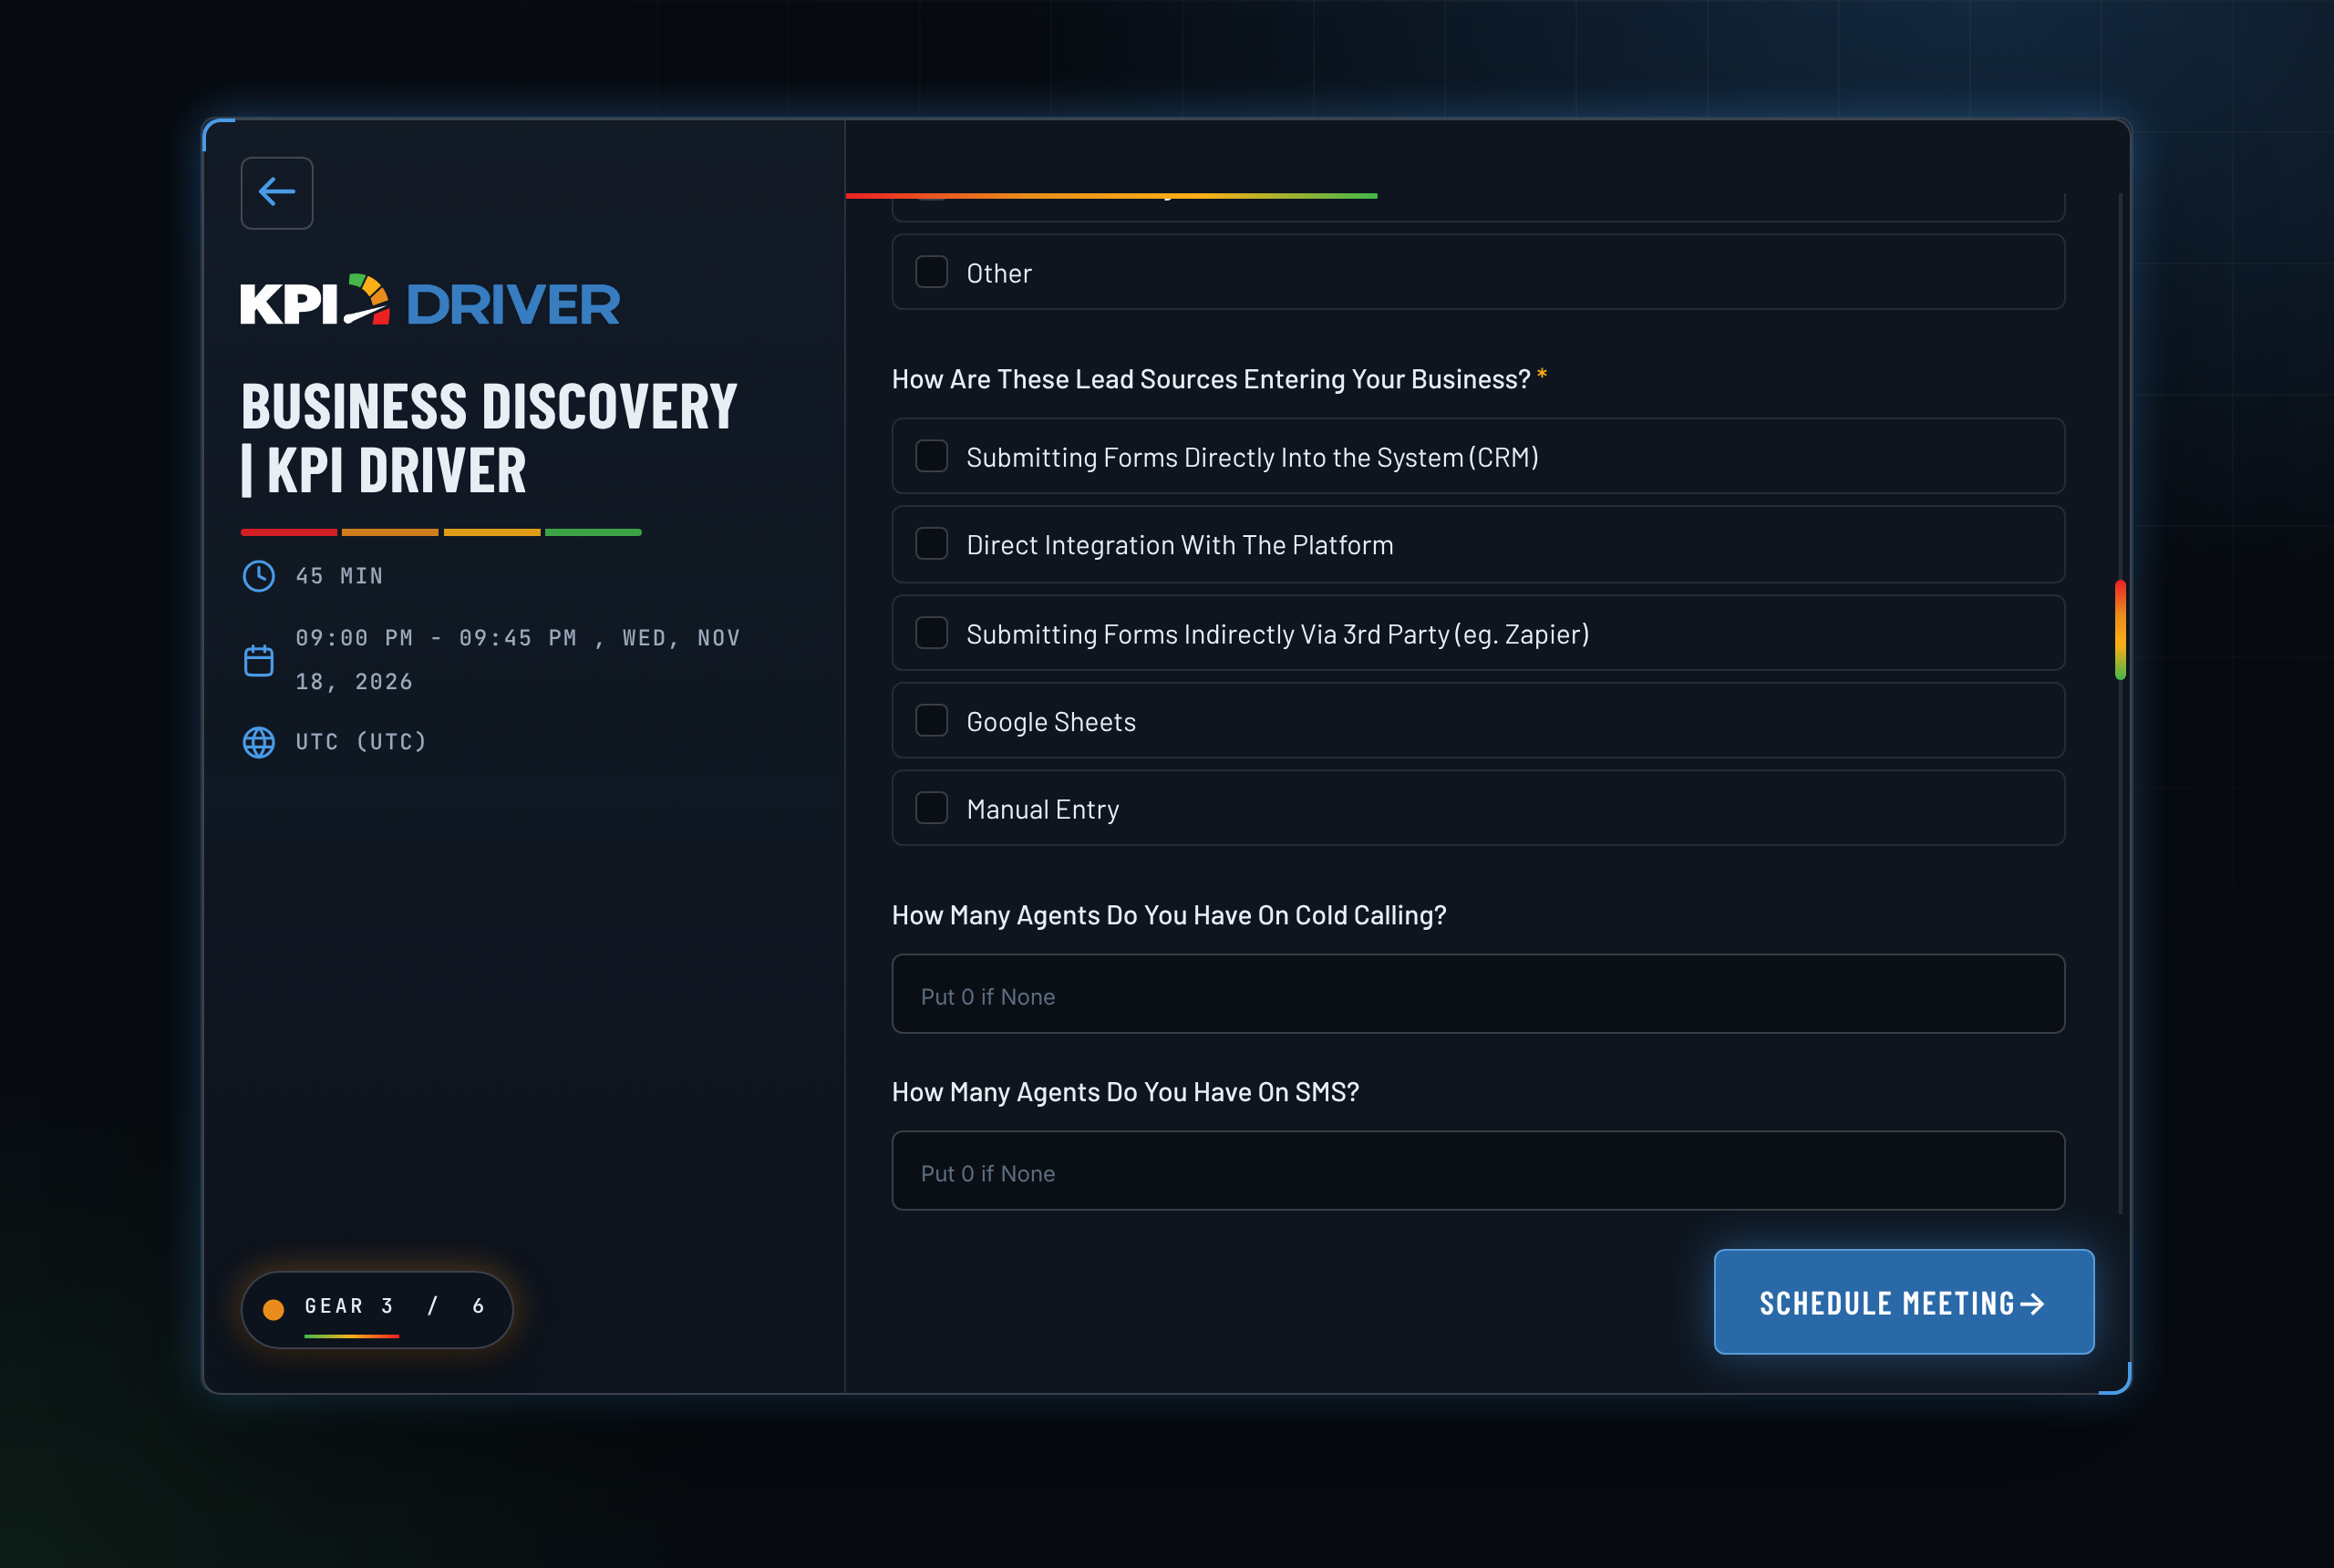 KPI DRIVER
BUSINESS DISCOVERY
| KPI DRIVER
45 MIN
09:00 PM - 09:45 PM , WED, NOV
18, 2026
UTC (UTC)
GEAR 3 / 6
Other
How Are These Lead Sources Entering Your Business? *
Submitting Forms Directly Into the System (CRM)
Direct Integration With The Platform
Submitting Forms Indirectly Via 3rd Party (eg. Zapier)
Google Sheets
Manual Entry
How Many Agents Do You Have On Cold Calling?
Put 0 if None
How Many Agents Do You Have On SMS?
Put 0 if None
SCHEDULE MEETING→